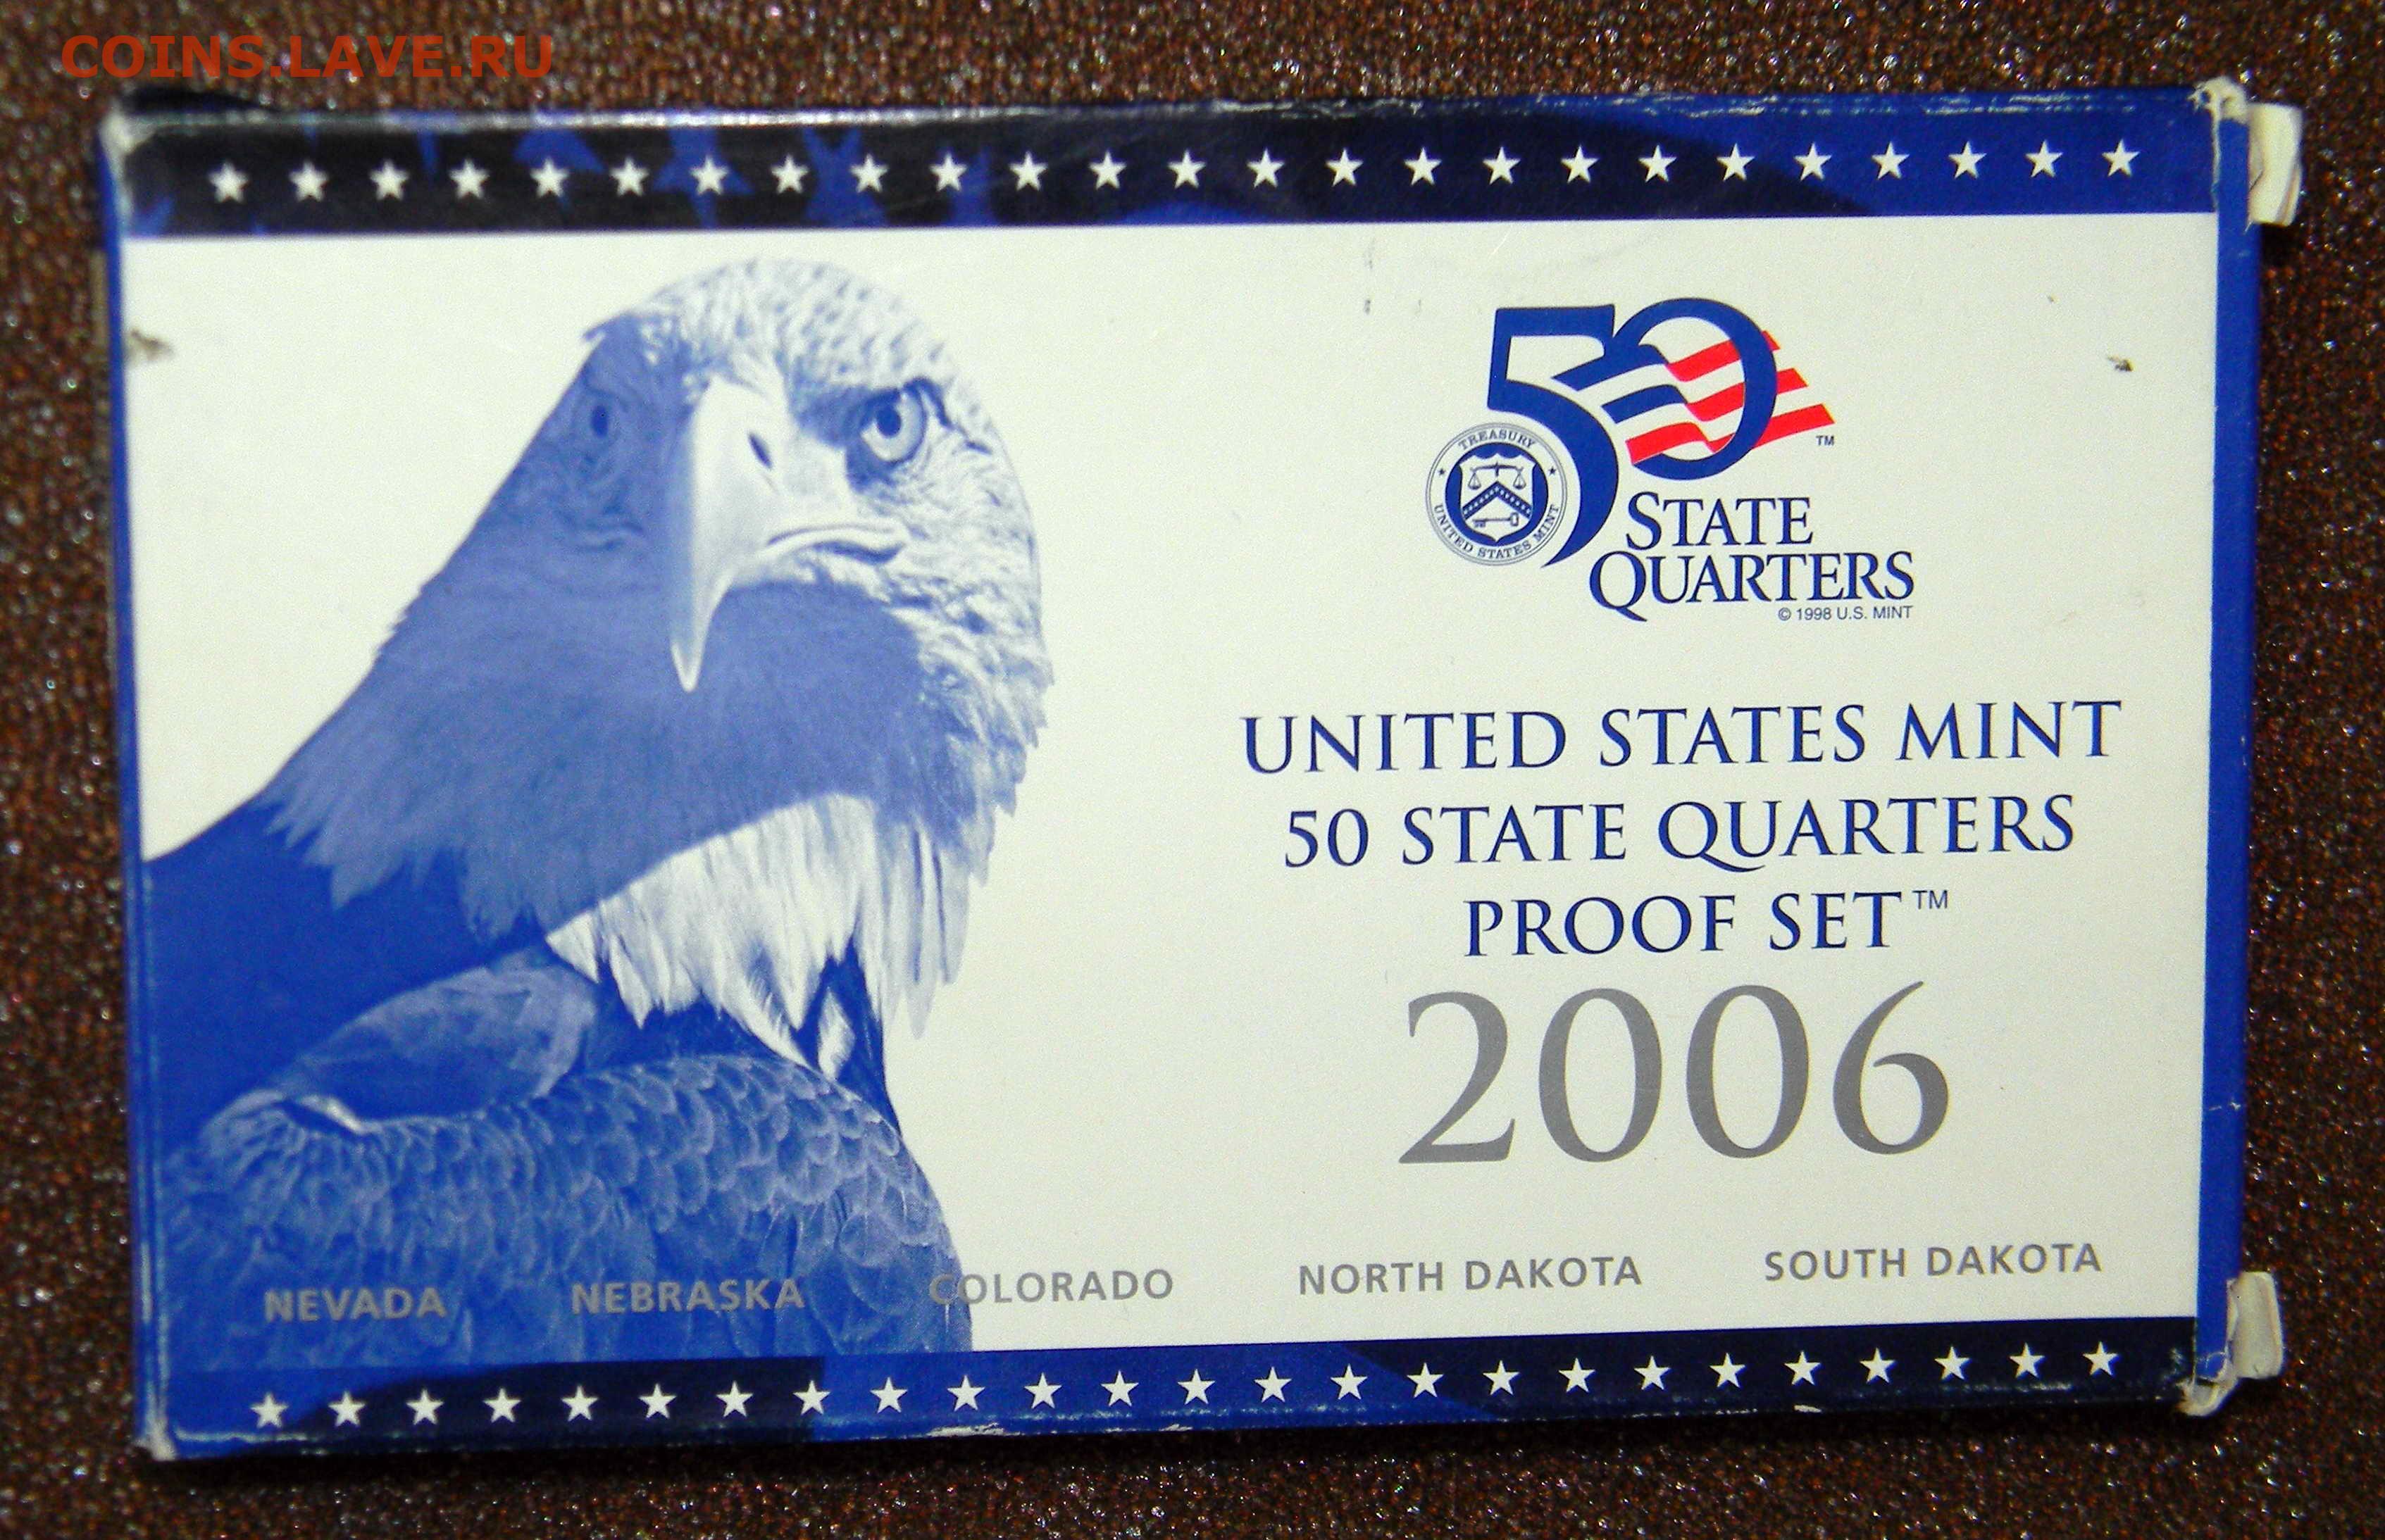 COINS.LAVE.RU
50
TM
TREASURY
UNITED STATES MINT
STATE
QUARTERS
© 1998 U.S. MINT
UNITED STATES MINT
50 STATE QUARTERS
PROOF SET™
2006
NEVADA NEBRASKA COLORADO NORTH DAKOTA SOUTH DAKOTA